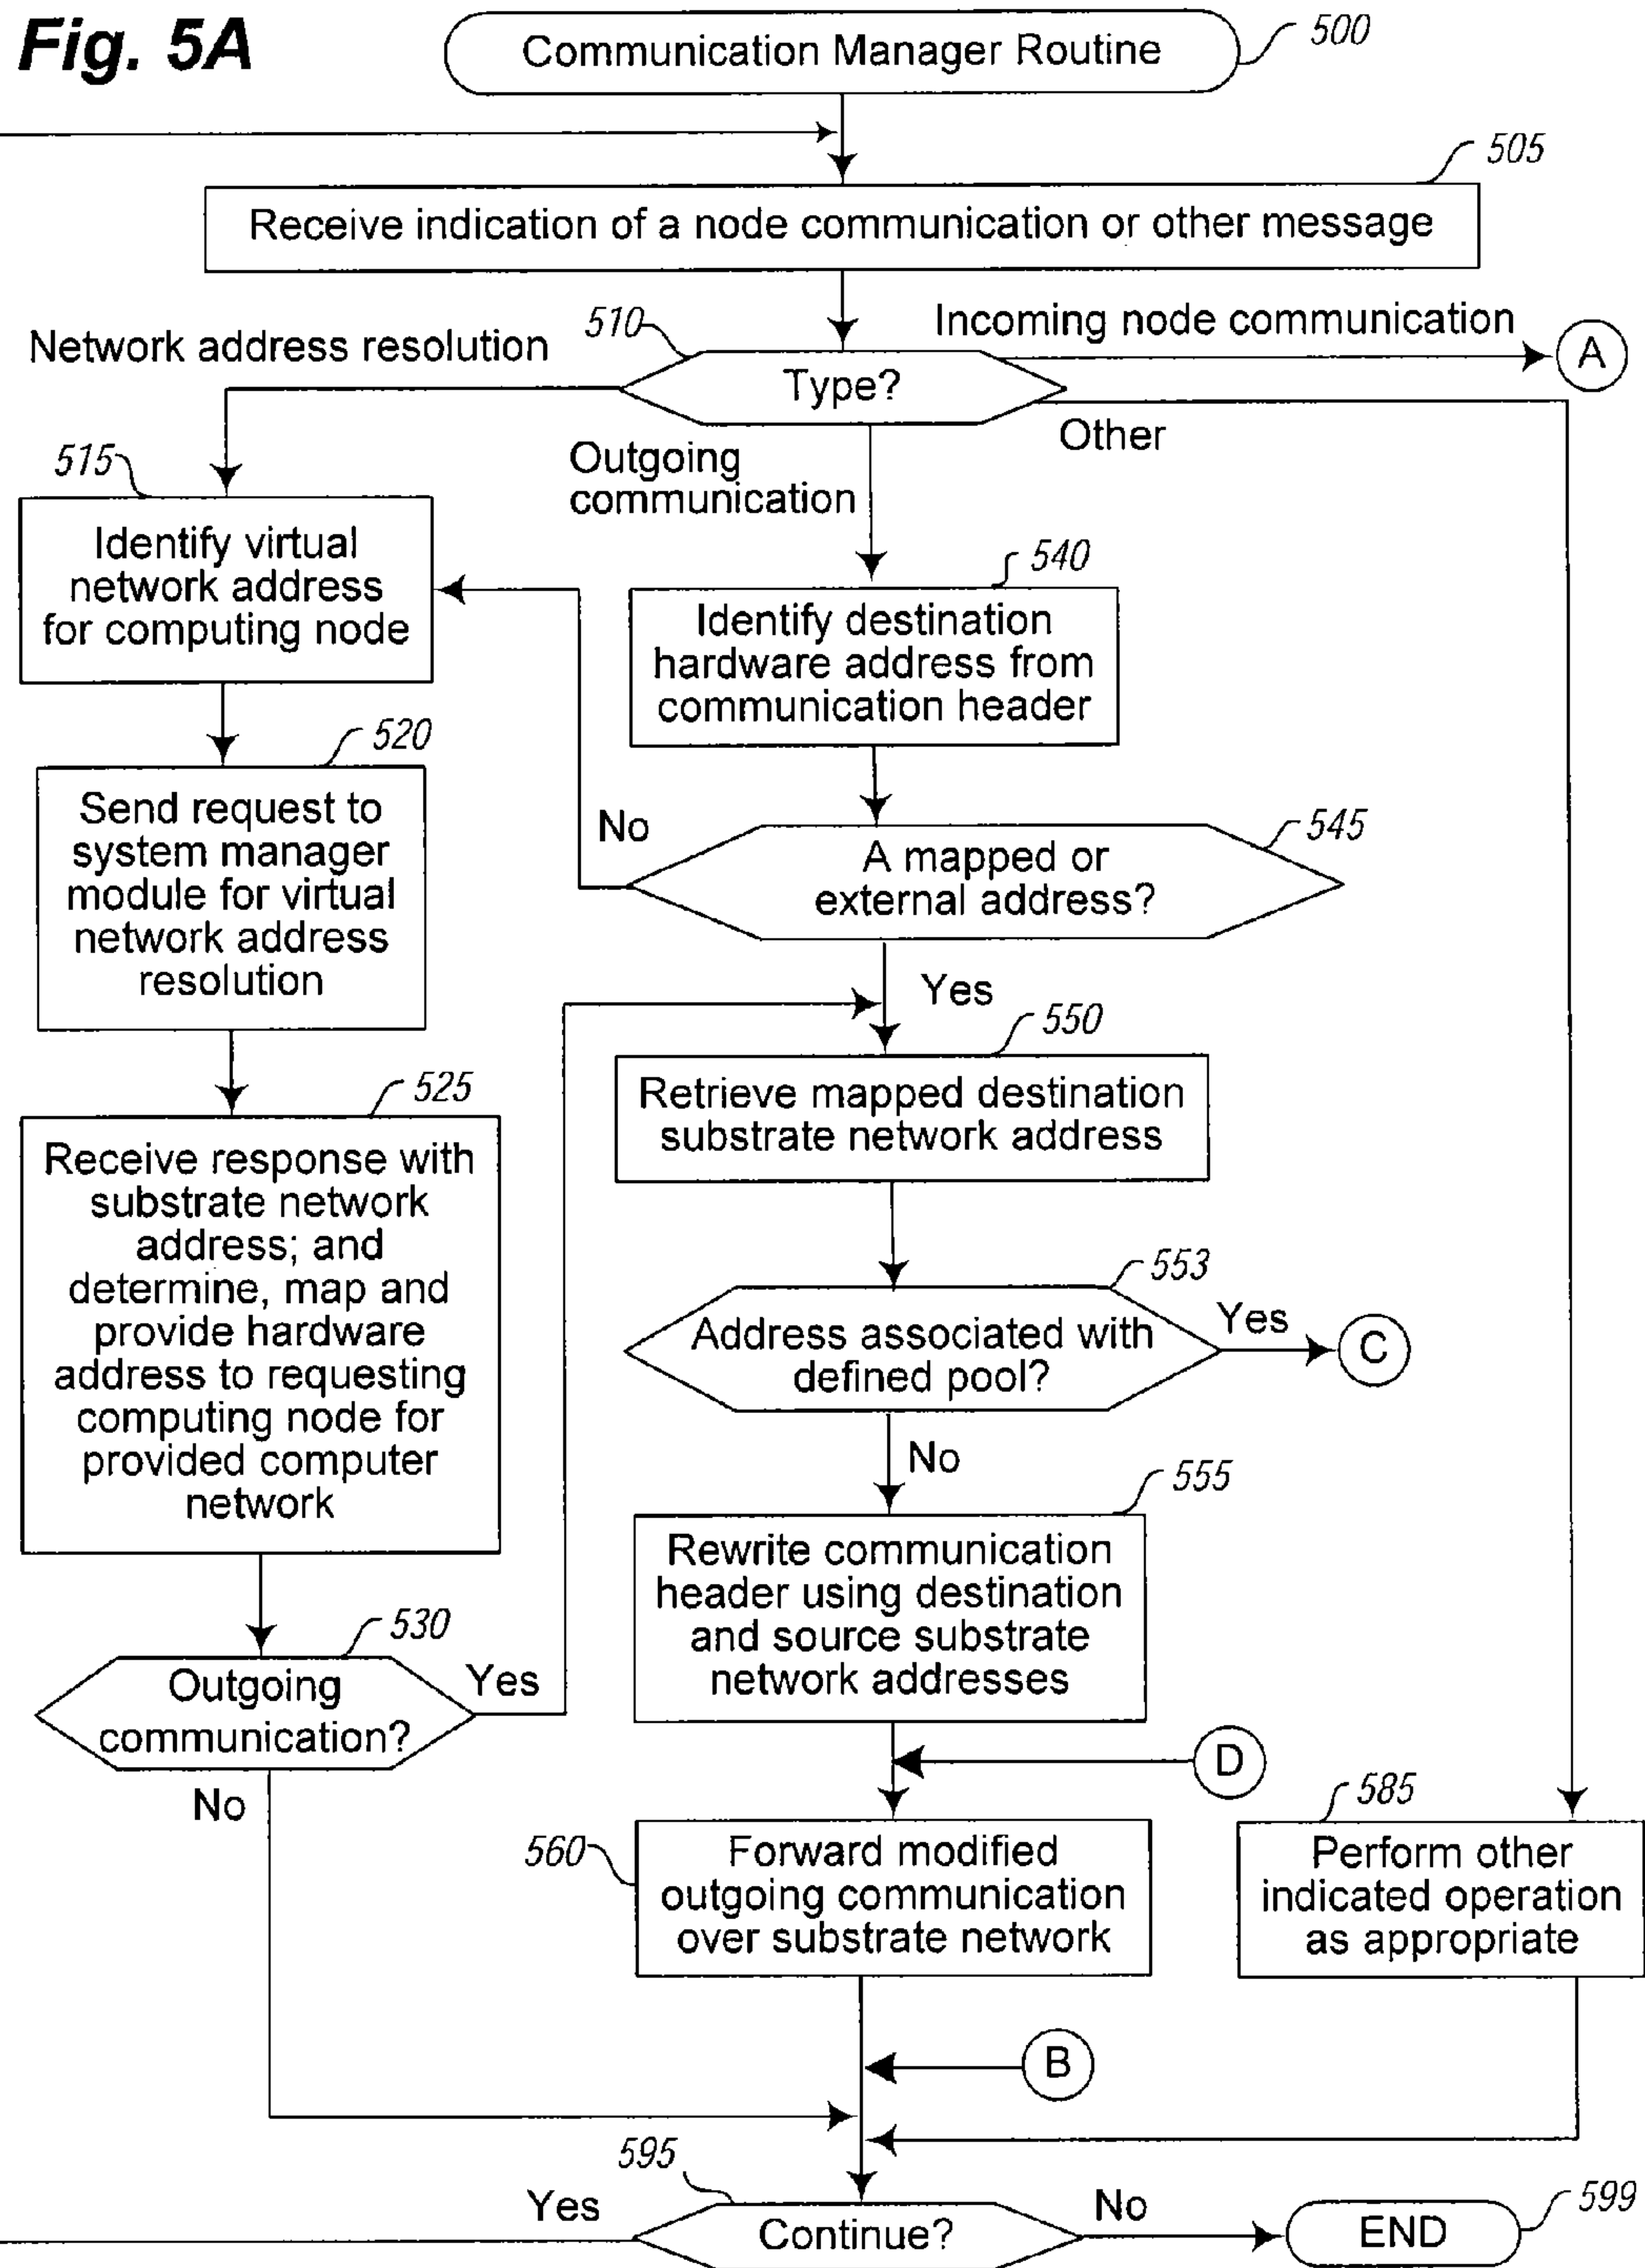 Fig. 5A
Communication Manager Routine
500
505
Receive indication of a node communication or other message
510
Incoming node communication
A
Network address resolution
Type?
Other
Outgoing
communication
515
Identify virtual
network address
for computing node
540
Identify destination
hardware address from
communication header
520
Send request to
system manager
module for virtual
network address
resolution
No
545
A mapped or
external address?
Yes
550
Retrieve mapped destination
substrate network address
525
Receive response with
substrate network
address; and
determine, map and
provide hardware
address to requesting
computing node for
provided computer
network
553
Address associated with
defined pool?
Yes
C
No
555
Rewrite communication
header using destination
and source substrate
network addresses
530
Outgoing
communication?
Yes
No
D
560
Forward modified
outgoing communication
over substrate network
585
Perform other
indicated operation
as appropriate
B
595
Yes
Continue?
No
END
599